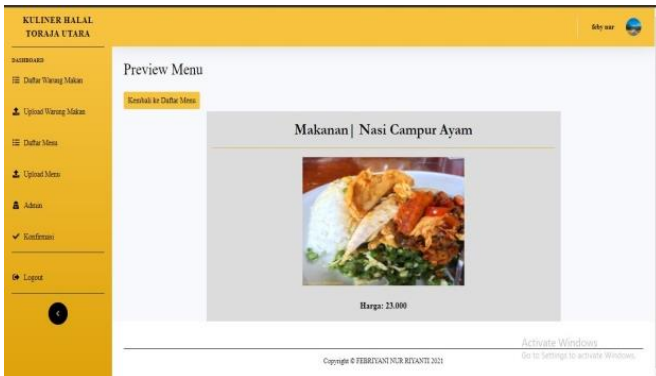 KULINER HALAL
TORAJA UTARA
feby nur
DASHBOARD
Daftar Warung Makan
Upload Warung Makan
Daftar Menu
Upload Menu
Admin
Konfirmasi
Logout
Preview Menu
Kembali ke Daftar Menu
Makanan| Nasi Campur Ayam
Harga: 23.000
Copyright © FEBRIYANI NUR RIYANTI 2021
Activate Windows
Go to Settings to activate Windows.